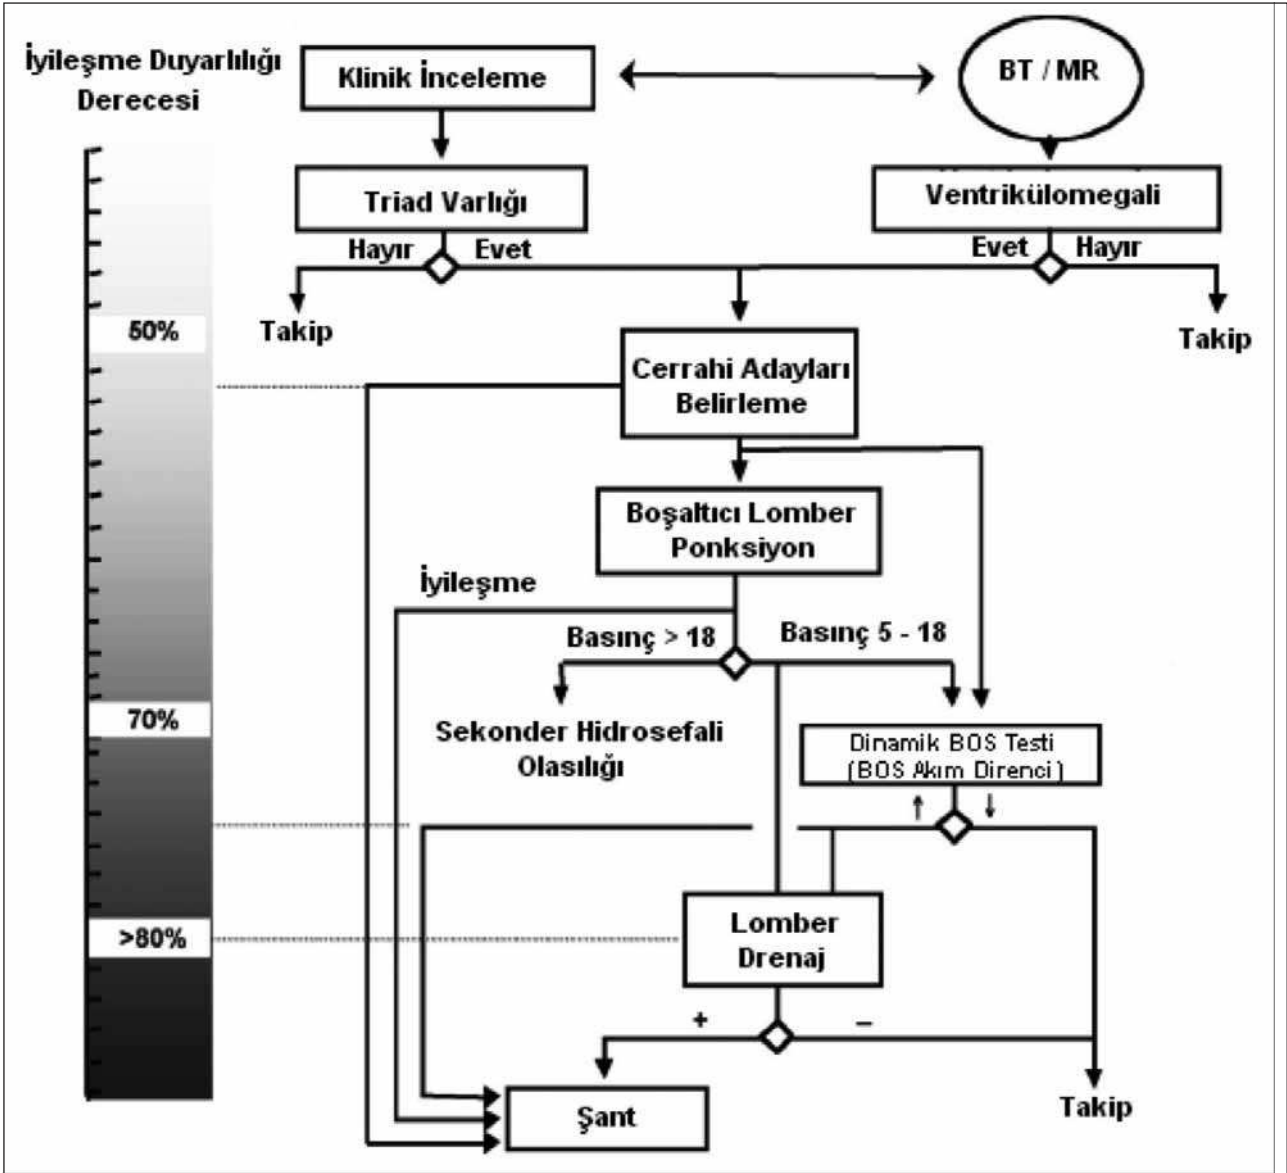 İyileşme Duyarlılığı
Derecesi
Klinik İnceleme
BT / MR
Triad Varlığı
Ventrikülomegali
Hayır
Evet
Evet
Hayır
50%
Takip
Takip
Cerrahi Adayları
Belirleme
Boşaltıcı Lomber
Ponksiyon
İyileşme
Basınç > 18
Basınç 5 - 18
70%
Sekonder Hidrosefali
Olasılığı
Dinamik BOS Testi
(BOS Akım Direnci)
↑
↓
>80%
Lomber
Drenaj
+
–
Şant
Takip